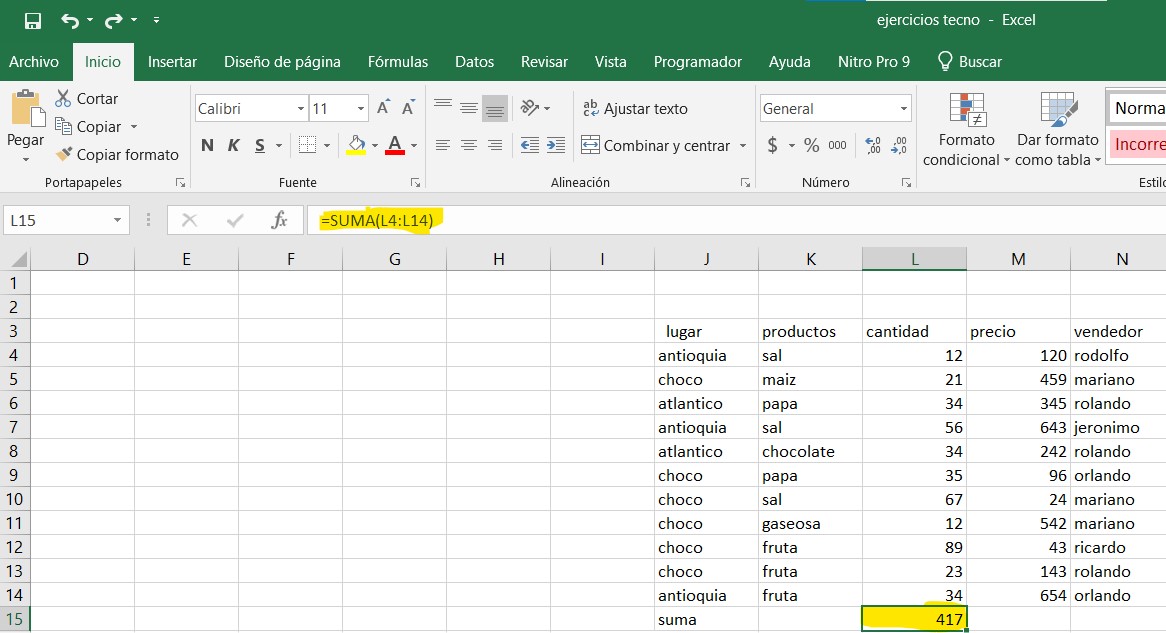 ejercicios tecno - Excel
Archivo Inicio Insertar Diseño de página Fórmulas Datos Revisar Vista Programador Ayuda Nitro Pro 9 Buscar
Pegar
Cortar
Copiar
Copiar formato
Portapapeles
Calibri 11 A A
N K S A
Fuente
ab Ajustar texto
Combinar y centrar
Alineación
General
$ % 000
Número
Formato condicional
Dar formato como tabla
Norma
Incorre
Estilo
L15 fx =SUMA(L4:L14)
D E F G H I J K L M N
1
2
3 lugar productos cantidad precio vendedor
4 antioquia sal 12 120 rodolfo
5 choco maiz 21 459 mariano
6 atlantico papa 34 345 rolando
7 antioquia sal 56 643 jeronimo
8 atlantico chocolate 34 242 rolando
9 choco papa 35 96 orlando
10 choco sal 67 24 mariano
11 choco gaseosa 12 542 mariano
12 choco fruta 89 43 ricardo
13 choco fruta 23 143 rolando
14 antioquia fruta 34 654 orlando
15 suma 417